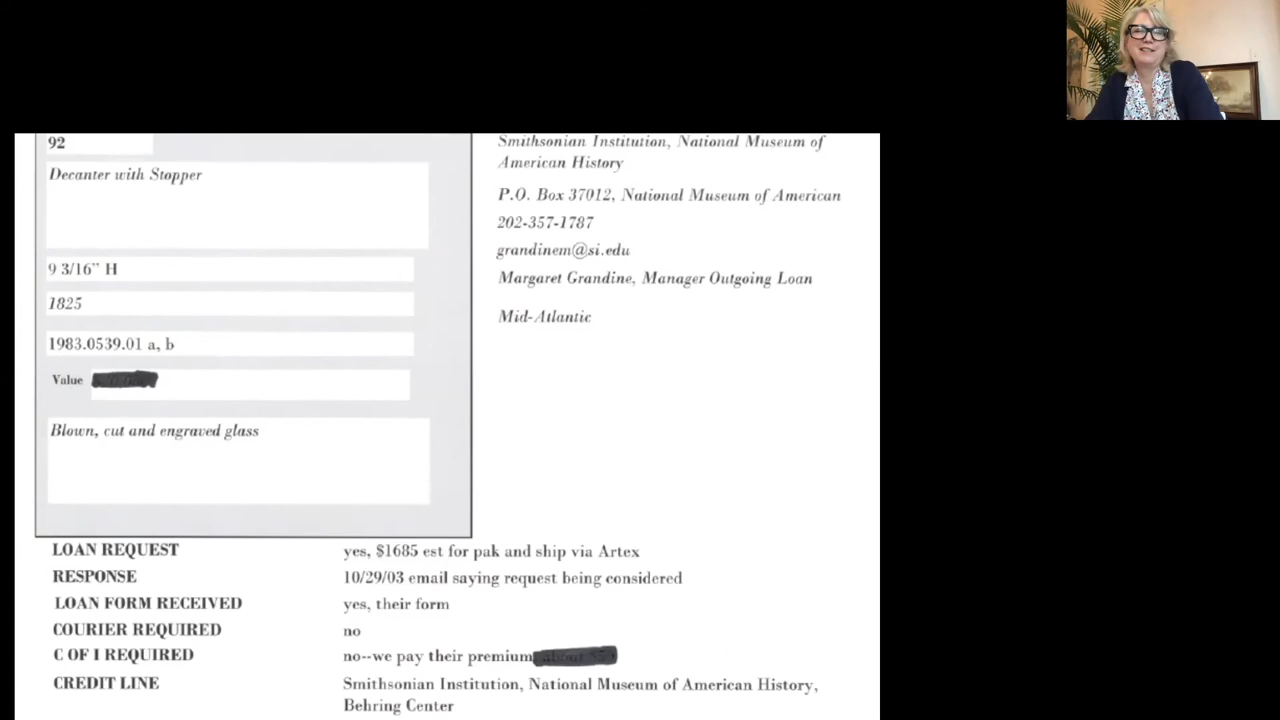 92
Decanter with Stopper
9 3/16” H
1825
1983.0539.01 a, b
Value
Blown, cut and engraved glass
Smithsonian Institution, National Museum of
American History
P.O. Box 37012, National Museum of American
202-357-1787
grandinem@si.edu
Margaret Grandine, Manager Outgoing Loan
Mid-Atlantic
LOAN REQUEST yes, $1685 est for pak and ship via Artex
RESPONSE 10/29/03 email saying request being considered
LOAN FORM RECEIVED yes, their form
COURIER REQUIRED no
C OF I REQUIRED no--we pay their premium
CREDIT LINE Smithsonian Institution, National Museum of American History,
Behring Center